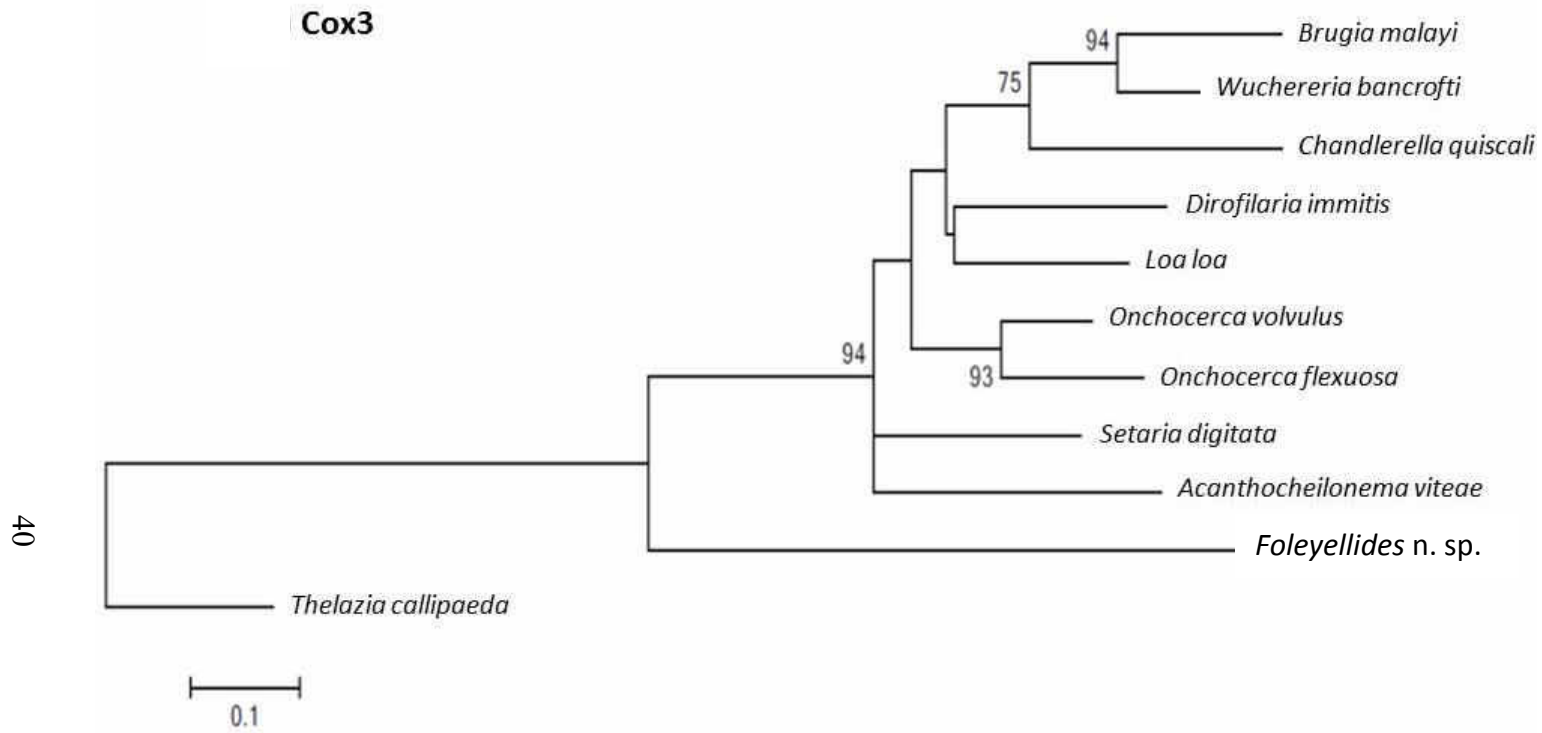 Cox3
94
Brugia malayi
75
Wuchereria bancrofti
Chandlerella quiscali
Dirofilaria immitis
Loa loa
Onchocerca volvulus
94
93
Onchocerca flexuosa
Setaria digitata
Acanthocheilonema viteae
40
Foleyellides n. sp.
Thelazia callipaeda
0.1